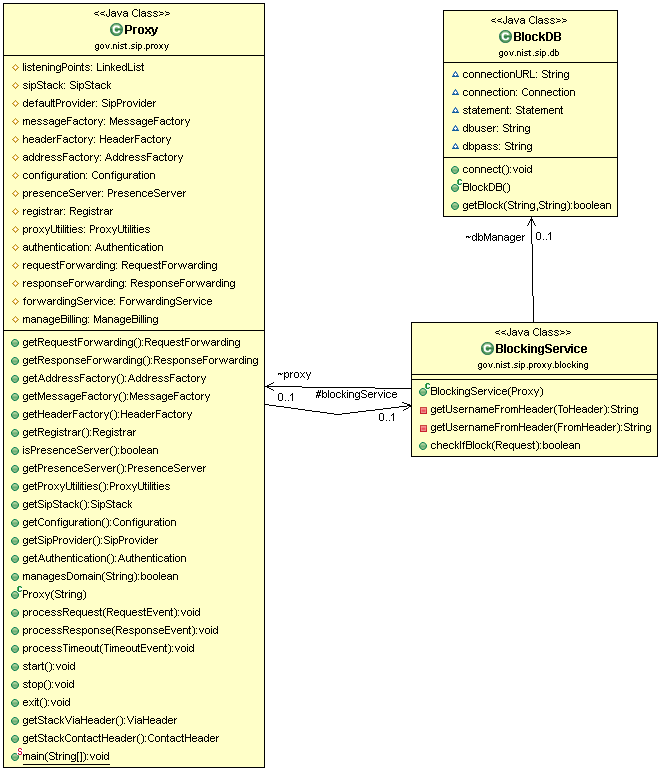 <<Java Class>>
Proxy
gov.nist.sip.proxy
listeningPoints: LinkedList
sipStack: SipStack
defaultProvider: SipProvider
messageFactory: MessageFactory
headerFactory: HeaderFactory
addressFactory: AddressFactory
configuration: Configuration
presenceServer: PresenceServer
registrar: Registrar
proxyUtilities: ProxyUtilities
authentication: Authentication
requestForwarding: RequestForwarding
responseForwarding: ResponseForwarding
forwardingService: ForwardingService
manageBilling: ManageBilling
getRequestForwarding():RequestForwarding
getResponseForwarding():ResponseForwarding
getAddressFactory():AddressFactory
getMessageFactory():MessageFactory
getHeaderFactory():HeaderFactory
getRegistrar():Registrar
isPresenceServer():boolean
getPresenceServer():PresenceServer
getProxyUtilities():ProxyUtilities
getSipStack():SipStack
getConfiguration():Configuration
getSipProvider():SipProvider
getAuthentication():Authentication
managesDomain(String):boolean
Proxy(String)
processRequest(RequestEvent):void
processResponse(ResponseEvent):void
processTimeout(TimeoutEvent):void
start():void
stop():void
exit():void
getStackViaHeader():ViaHeader
getStackContactHeader():ContactHeader
main(String[]):void
<<Java Class>>
BlockDB
gov.nist.sip.db
connectionURL: String
connection: Connection
statement: Statement
dbuser: String
dbpass: String
connect():void
BlockDB()
getBlock(String,String):boolean
~dbManager
0..1
<<Java Class>>
BlockingService
gov.nist.sip.proxy.blocking
BlockingService(Proxy)
getUsernameFromHeader(ToHeader):String
getUsernameFromHeader(FromHeader):String
checkIfBlock(Request):boolean
~proxy
0..1
#blockingService
0..1